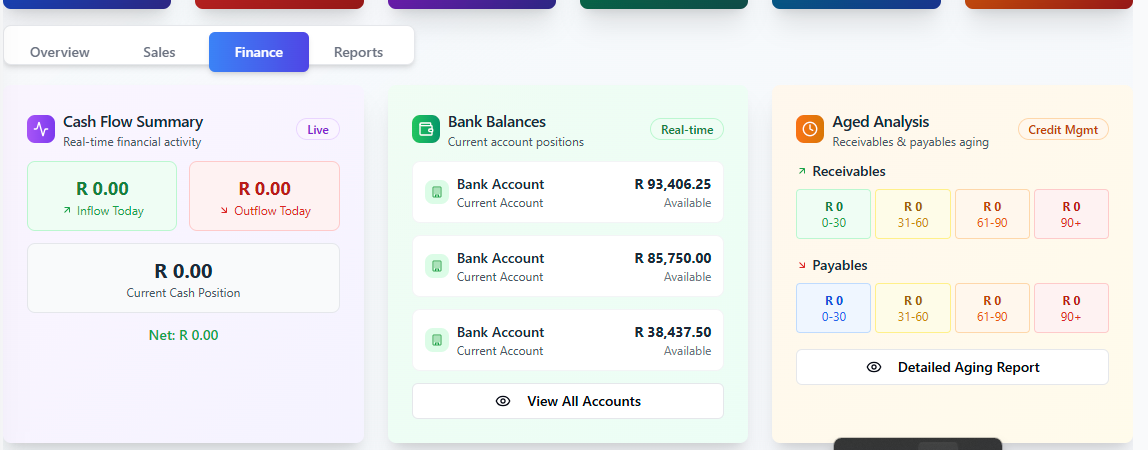 Overview Sales Finance Reports
Cash Flow Summary
Real-time financial activity
Live
R 0.00
Inflow Today
R 0.00
Outflow Today
R 0.00
Current Cash Position
Net: R 0.00
Bank Balances
Current account positions
Real-time
Bank Account R 93,406.25
Current Account Available
Bank Account R 85,750.00
Current Account Available
Bank Account R 38,437.50
Current Account Available
View All Accounts
Aged Analysis
Receivables & payables aging
Credit Mgmt
Receivables
R 0 R 0 R 0 R 0
0-30 31-60 61-90 90+
Payables
R 0 R 0 R 0 R 0
0-30 31-60 61-90 90+
Detailed Aging Report